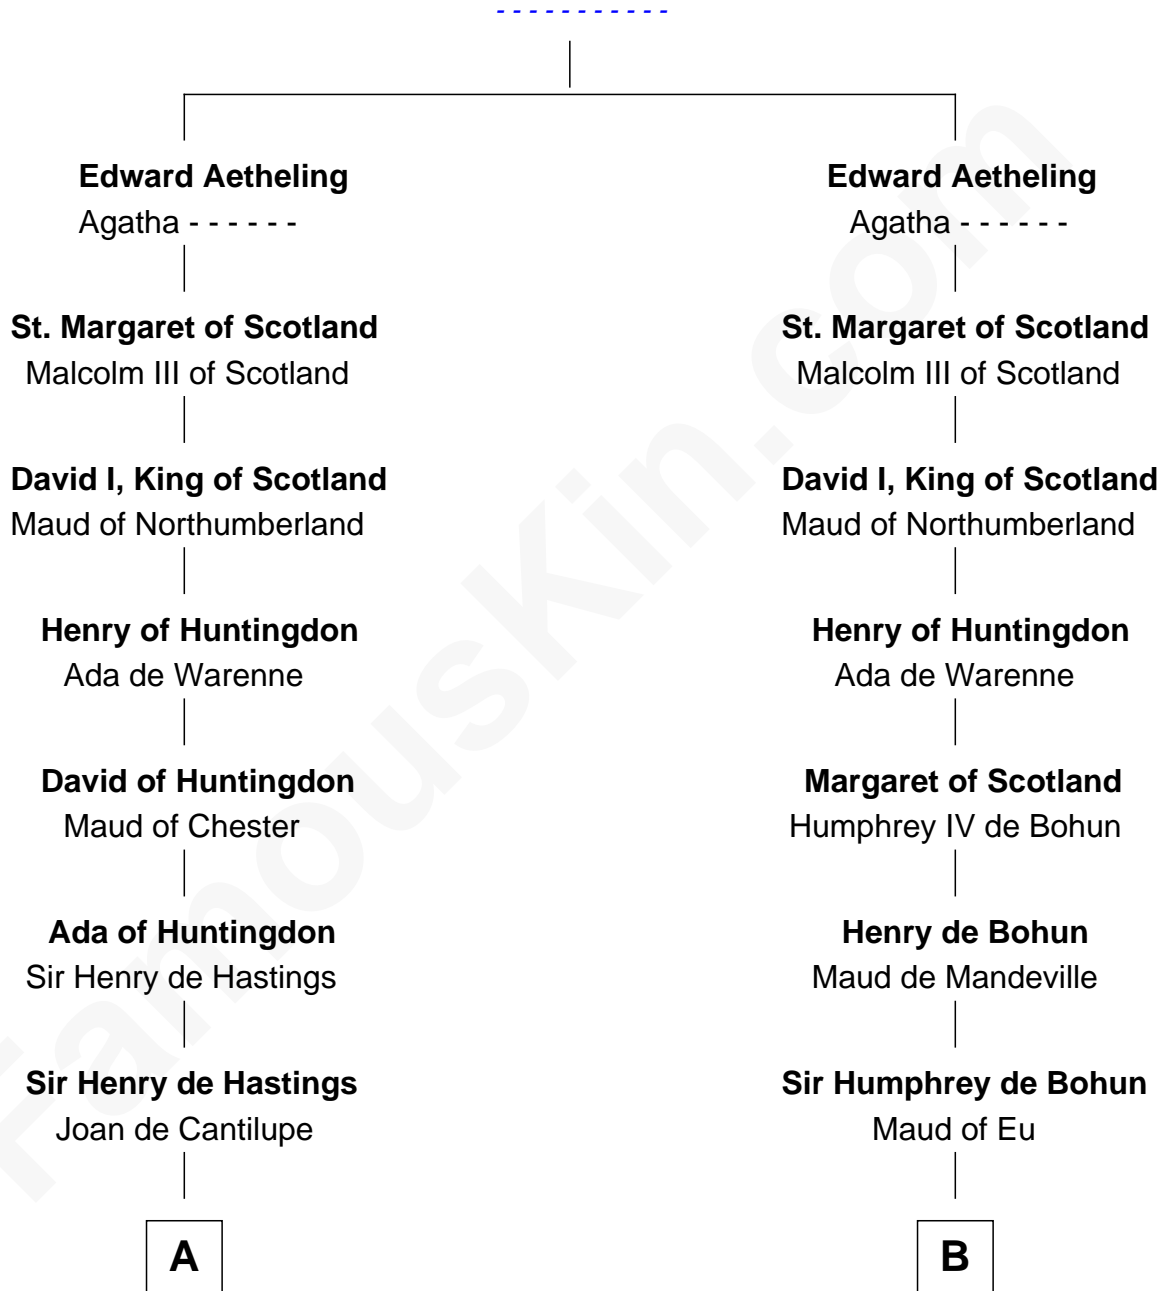 - - - - - - - - - - -
Edward Aetheling
Agatha - - - - - -
St. Margaret of Scotland
Malcolm III of Scotland
David I, King of Scotland
Maud of Northumberland
Henry of Huntingdon
Ada de Warenne
David of Huntingdon
Maud of Chester
Ada of Huntingdon
Sir Henry de Hastings
Sir Henry de Hastings
Joan de Cantilupe
A
Edward Aetheling
Agatha - - - - - -
St. Margaret of Scotland
Malcolm III of Scotland
David I, King of Scotland
Maud of Northumberland
Henry of Huntingdon
Ada de Warenne
Margaret of Scotland
Humphrey IV de Bohun
Henry de Bohun
Maud de Mandeville
Sir Humphrey de Bohun
Maud of Eu
B
FamousKin.com